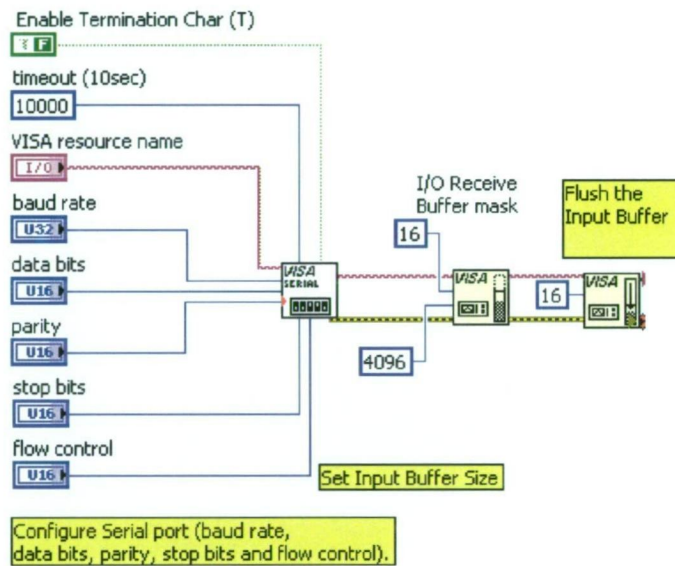 Enable Termination Char (T)
F
timeout (10sec)
10000
VISA resource name
I/O
baud rate
U32
data bits
U16
parity
U16
stop bits
U16
flow control
U16
VISA
SERIAL
I/O Receive
Buffer mask
16
4096
VISA
Flush the
Input Buffer
16
VISA
Set Input Buffer Size
Configure Serial port (baud rate,
data bits, parity, stop bits and flow control).